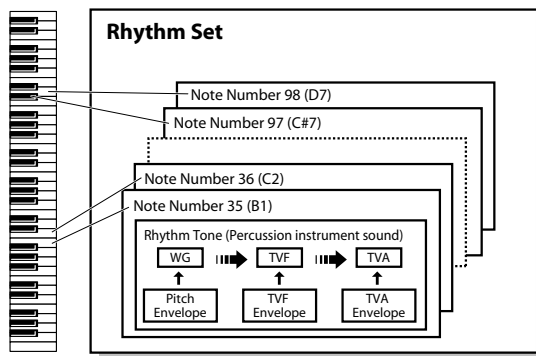 Rhythm Set
Note Number 98 (D7)
Note Number 97 (C#7)
Note Number 36 (C2)
Note Number 35 (B1)
Rhythm Tone (Percussion instrument sound)
WG TVF TVA
Pitch TVF TVA
Envelope Envelope Envelope